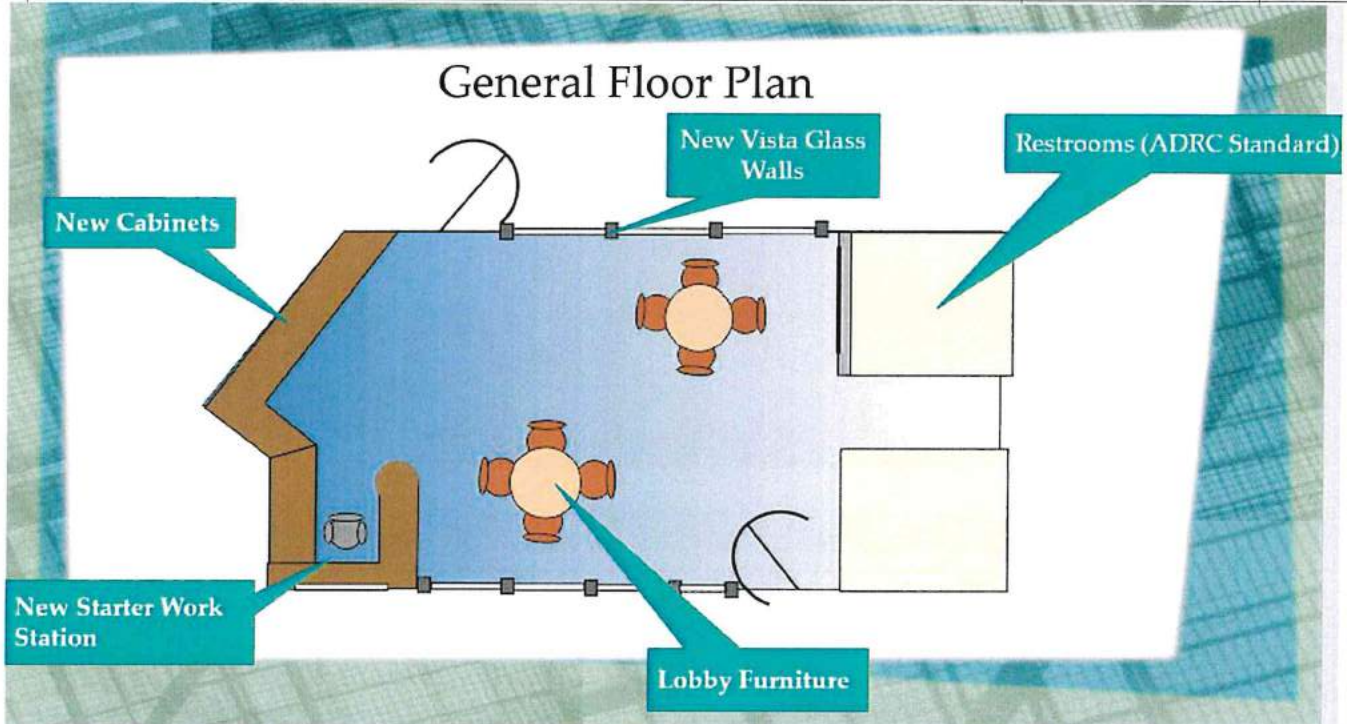 General Floor Plan
New Vista Glass
Walls
Restrooms (ADRC Standard)
New Cabinets
New Starter Work
Station
Lobby Furniture